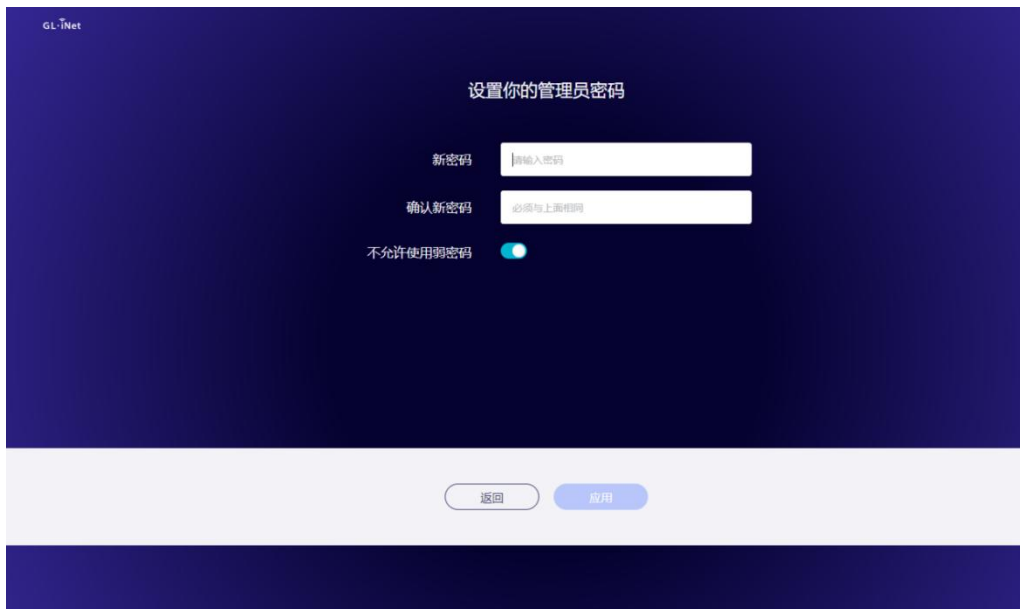 GL·iNet
设置你的管理员密码
新密码 请输入密码
确认新密码 必须与上面相同
不允许使用弱密码
返回 应用